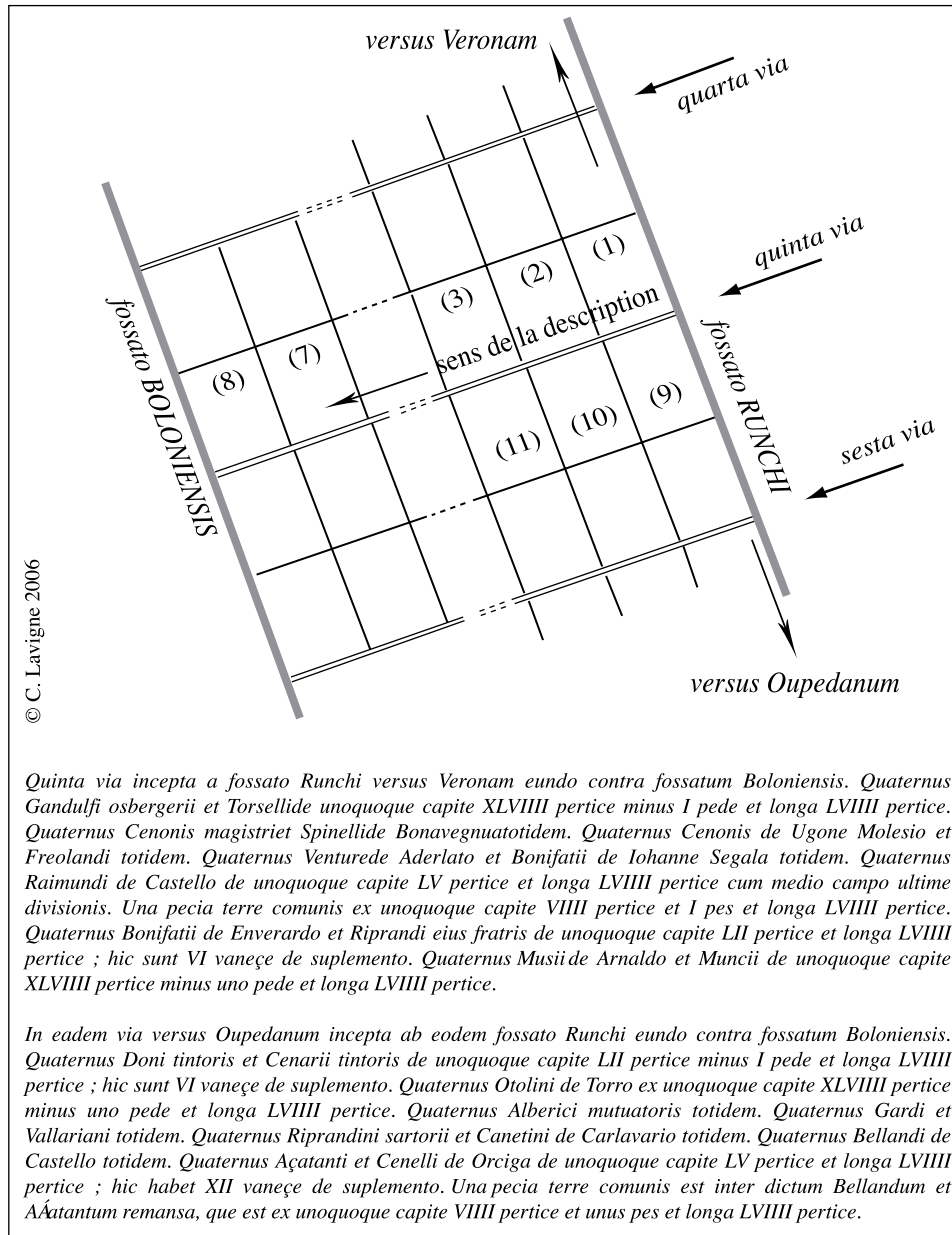 versus Veronam
quarta via
quinta via
(1)
(2)
(3)
sens de la description
(7)
(8)
fossato BOLONIENSIS
fossato RUNCHI
(9)
(10)
(11)
sesta via
versus Oupedanum
© C. Lavigne 2006
Quinta via incepta a fossato Runchi versus Veronam eundo contra fossatum Boloniensis. Quaternus
Gandulfi osbergerii et Torsellide unoquoque capite XLVIIII pertice minus I pede et longa LVIIII pertice.
Quaternus Cenonis magistriet Spinellide Bonavegnuatotidem. Quaternus Cenonis de Ugone Molesio et
Freolandi totidem. Quaternus Venturede Aderlato et Bonifatii de Iohanne Segala totidem. Quaternus
Raimundi de Castello de unoquoque capite LV pertice et longa LVIIII pertice cum medio campo ultime
divisionis. Una pecia terre comunis ex unoquoque capite VIIII pertice et I pes et longa LVIIII pertice.
Quaternus Bonifatii de Enverardo et Riprandi eius fratris de unoquoque capite LII pertice et longa LVIIII
pertice ; hic sunt VI vaneçe de suplemento. Quaternus Musii de Arnaldo et Muncii de unoquoque capite
XLVIIII pertice minus uno pede et longa LVIIII pertice.
In eadem via versus Oupedanum incepta ab eodem fossato Runchi eundo contra fossatum Boloniensis.
Quaternus Doni tintoris et Cenarii tintoris de unoquoque capite LII pertice minus I pede et longa LVIIII
pertice ; hic sunt VI vaneçe de suplemento. Quaternus Otolini de Torro ex unoquoque capite XLVIIII pertice
minus uno pede et longa LVIIII pertice. Quaternus Alberici mutuatoris totidem. Quaternus Gardi et
Vallariani totidem. Quaternus Riprandini sartorii et Canetini de Carlavario totidem. Quaternus Bellandi de
Castello totidem. Quaternus Açatanti et Cenelli de Orciga de unoquoque capite LV pertice et longa LVIIII
pertice ; hic habet XII vaneçe de suplemento. Una pecia terre comunis est inter dictum Bellandum et
remansa, que est ex unoquoque capite VIIII pertice et unus pes et longa LVIIII pertice.